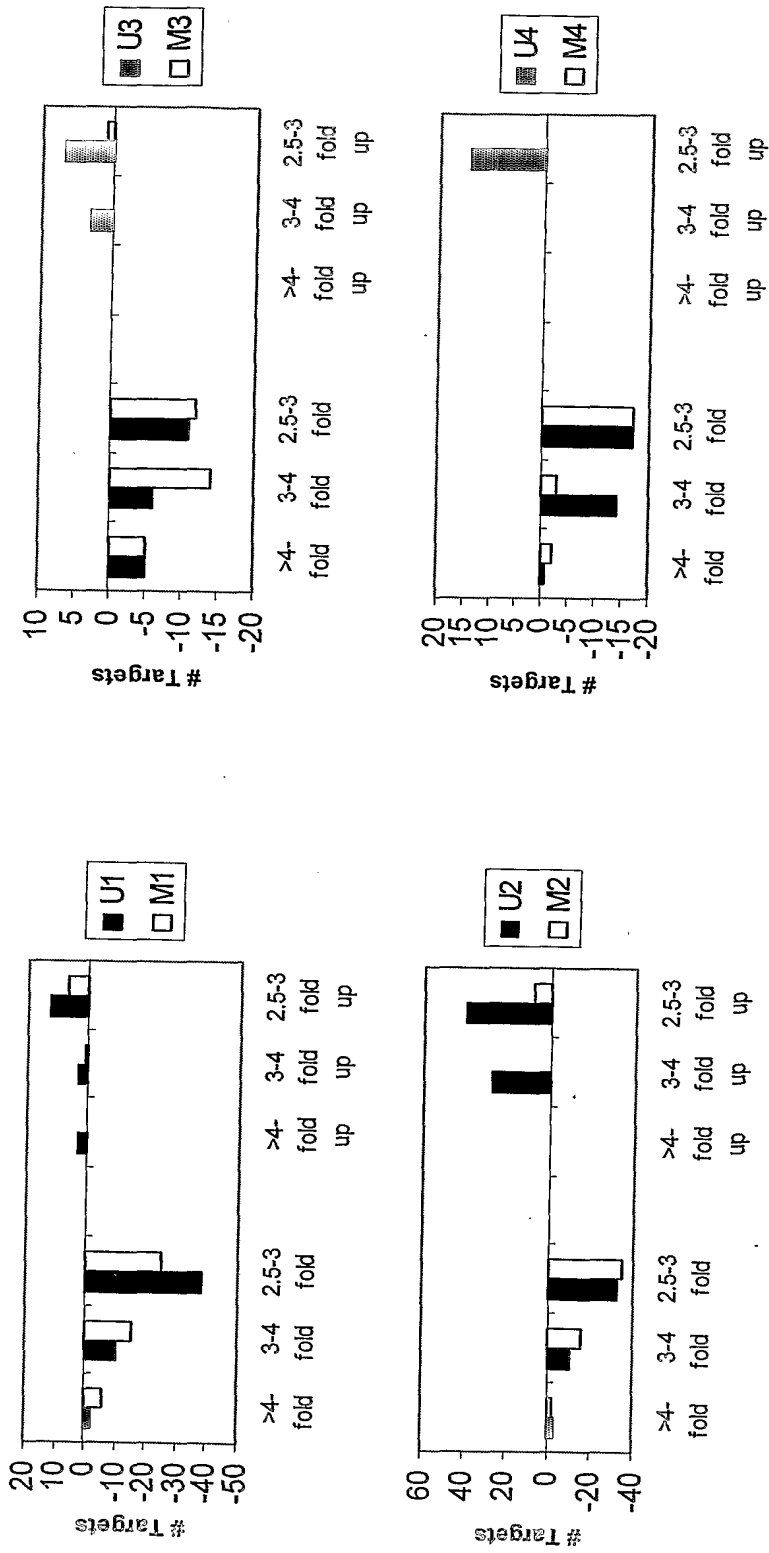 20
10
0
-10
-20
-30
-40
-50
# Targets
>4-
fold
3-4
fold
2.5-3
fold
>4-
fold
up
3-4
fold
up
2.5-3
fold
up
U1
M1
10
5
0
-5
-10
-15
-20
# Targets
>4-
fold
3-4
fold
2.5-3
fold
>4-
fold
up
3-4
fold
up
2.5-3
fold
up
U3
M3
60
40
20
0
-20
-40
# Targets
>4-
fold
3-4
fold
2.5-3
fold
>4-
fold
up
3-4
fold
up
2.5-3
fold
up
U2
M2
20
15
10
5
0
-5
-10
-15
-20
# Targets
>4-
fold
3-4
fold
2.5-3
fold
>4-
fold
up
3-4
fold
up
2.5-3
fold
up
U4
M4